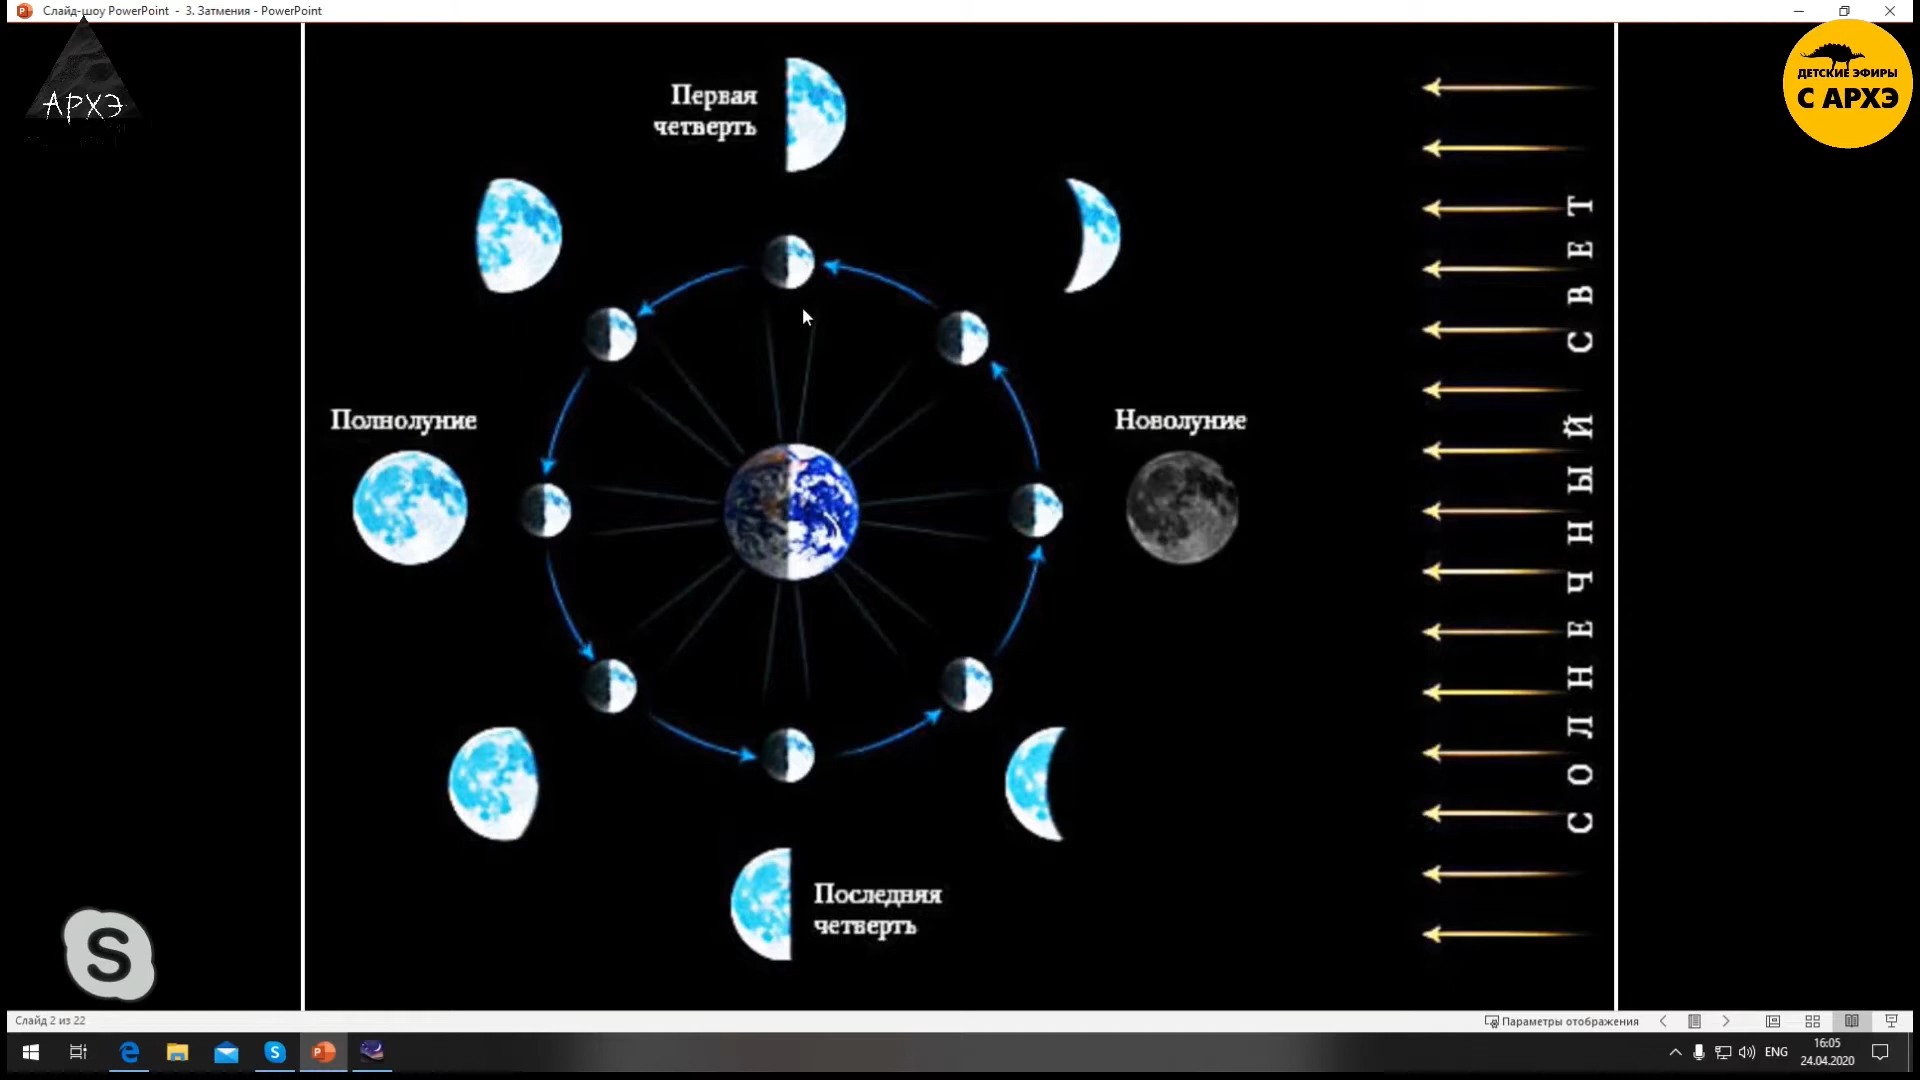 Слайд-шоу PowerPoint - 3. Затмения - PowerPoint
АРХЭ
ДЕТСКИЕ ЭФИРЫ
С АРХЭ
Первая
четверть
Полнолуние
Новолуние
СОЛНЕЧНЫЙ СВЕТ
Последняя
четверть
S
Слайд 2 из 22
Параметры отображения
ENG
16:05
24.04.2020